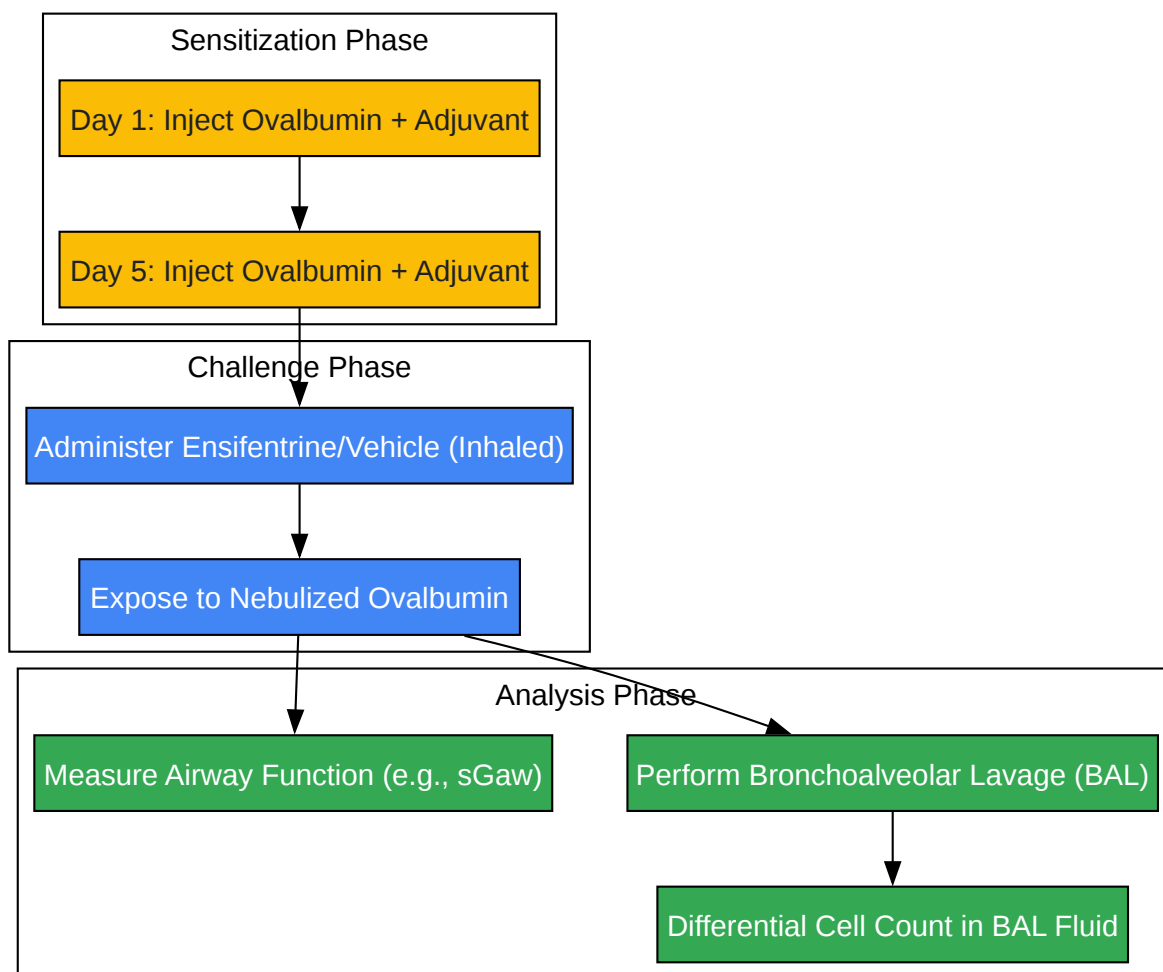 Sensitization Phase
Day 1: Inject Ovalbumin + Adjuvant
Day 5: Inject Ovalbumin + Adjuvant
Challenge Phase
Administer Ensifentrine/Vehicle (Inhaled)
Expose to Nebulized Ovalbumin
Analysis Phase
Measure Airway Function (e.g., sGaw)
Perform Bronchoalveolar Lavage (BAL)
Differential Cell Count in BAL Fluid